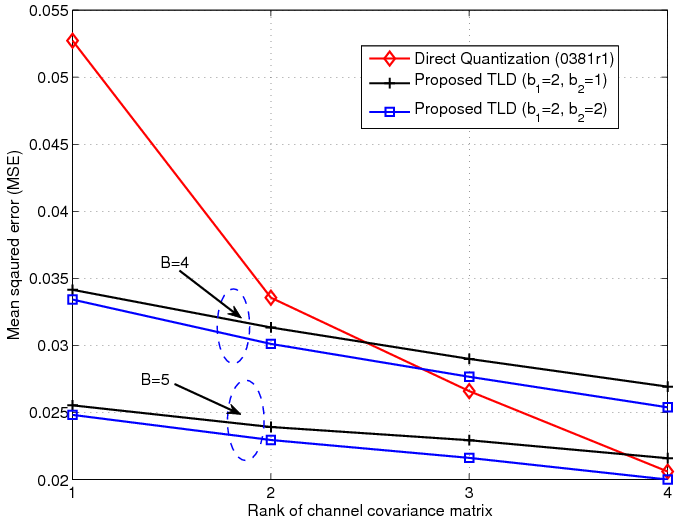 0.055
0.05
0.045
0.04
0.035
0.03
0.025
0.02
1
2
3
4
Mean sqaured error (MSE)
Rank of channel covariance matrix
Direct Quantization (0381r1)
Proposed TLD (b1=2, b2=1)
Proposed TLD (b1=2, b2=2)
B=4
B=5